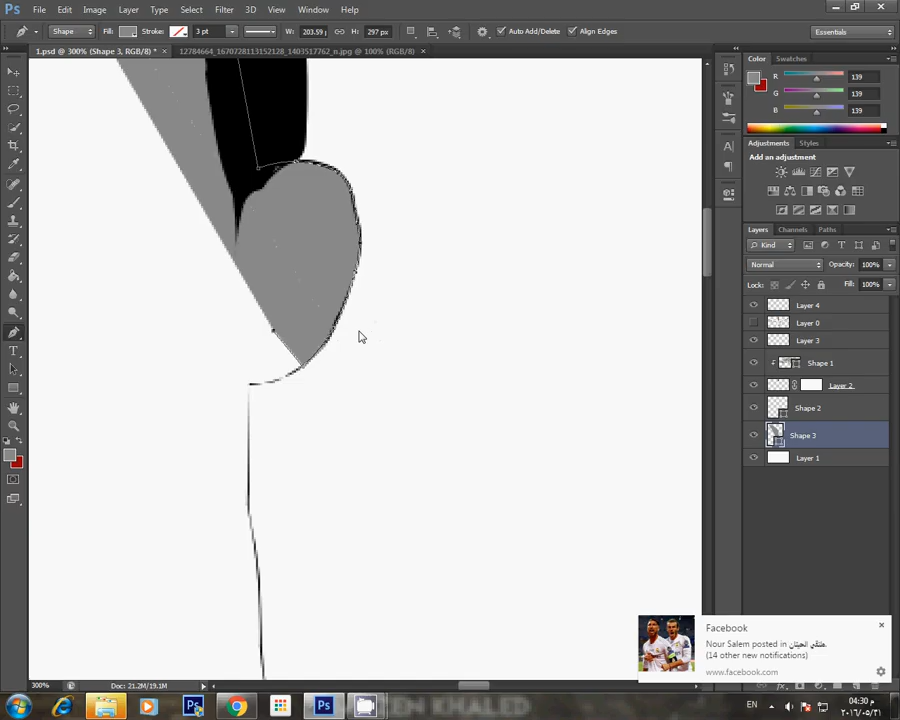 Ps File Edit Image Layer Type Select Filter 3D View Window Help
Shape Fill: Stroke: 3 pt W: 203.59 H: 297 px Auto Add/Delete Align Edges Essentials
1.psd @ 300% (Shape 3, RGB/8) * × 12784664_1670728113152128_1403517762_n.jpg @ 100% (RGB/8) ×
Color Swatches
R 139
G 139
B 139
Adjustments Styles
Add an adjustment
Layers Channels Paths
Kind
Normal Opacity: 100%
Lock: Fill: 100%
Layer 4
Layer 0
Layer 3
Shape 1
Layer 2
Shape 2
Shape 3
Layer 1
Facebook
Nour Salem posted in
(14 other new notifications)
www.facebook.com
300% Doc: 21.2M/19.1M
EN KHALED
EN
04:30 م
٢٠١٦/٠٥/٣١